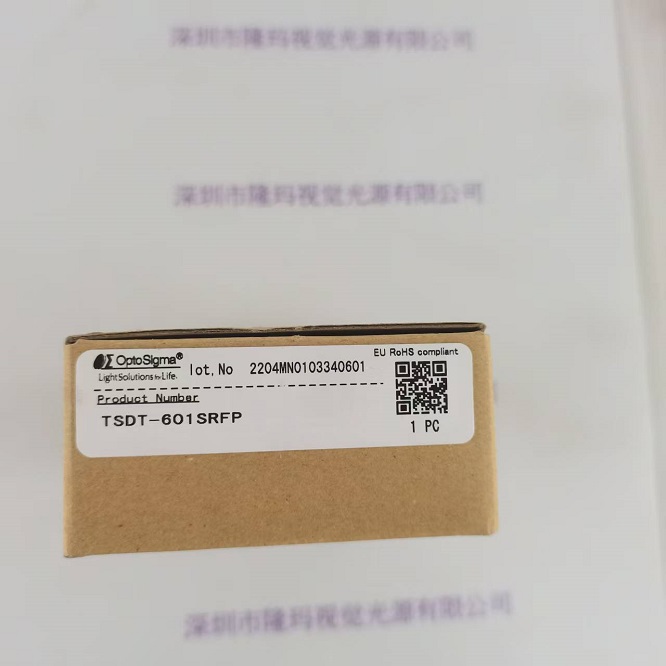 深圳市隆玛视觉光源有限公司
深圳市隆玛视觉光源有限公司
OptoSigma®
LightSolutions for Life.
lot,No 2204MN0103340601
EU RoHS compliant
Product Number
TSDT-601SRFP
1 PC
深圳市隆玛视觉光源有限公司